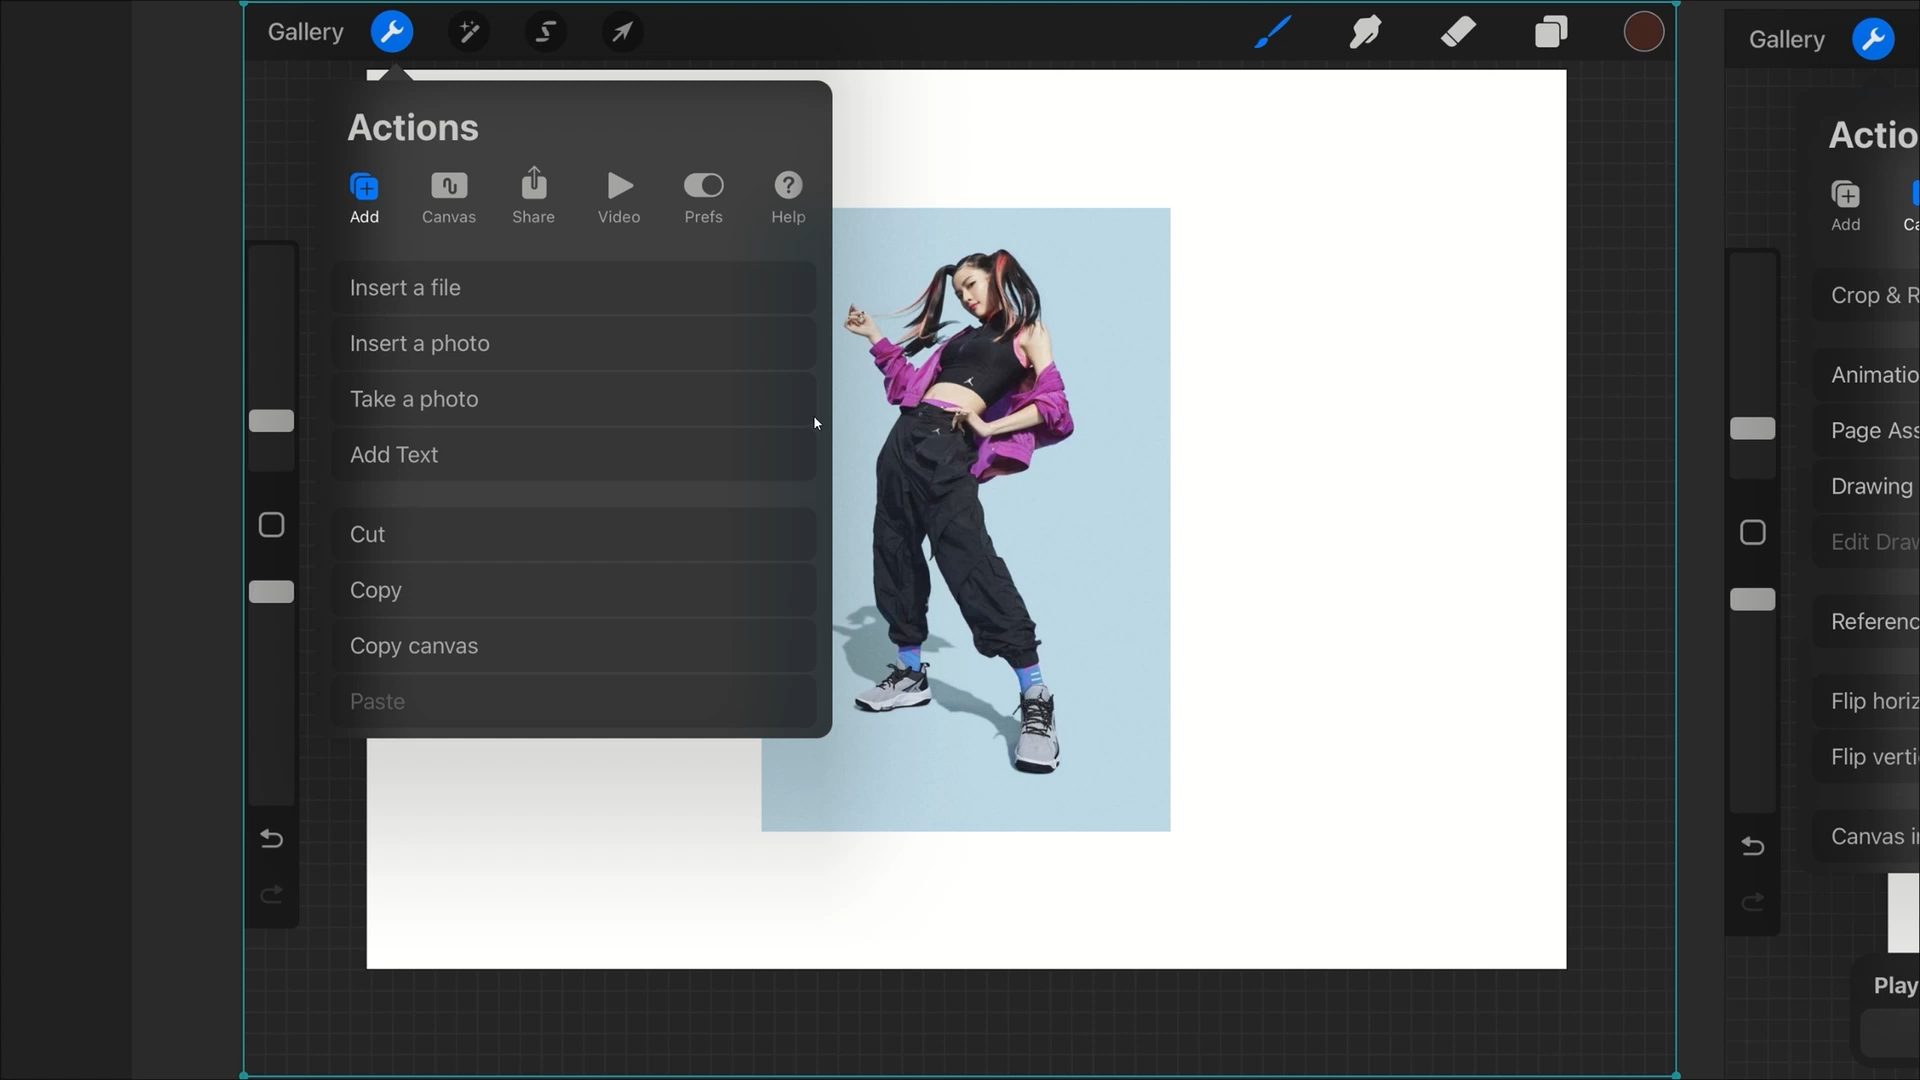 Gallery
Actions
Add
Canvas
Share
Video
Prefs
Help
Insert a file
Insert a photo
Take a photo
Add Text
Cut
Copy
Copy canvas
Paste
Gallery
Actio
Add
Ca
Crop & R
Animatio
Page Ass
Drawing
Edit Draw
Referenc
Flip horiz
Flip verti
Canvas i
Play